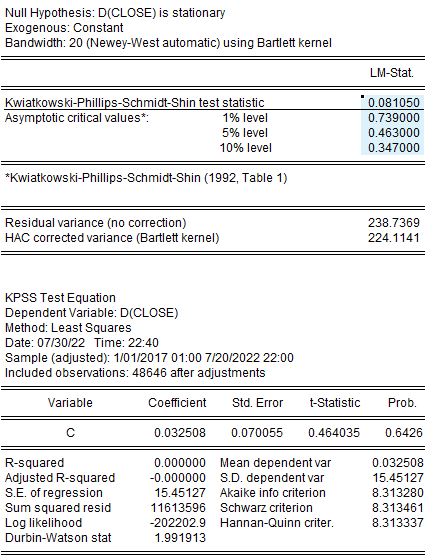 Null Hypothesis: D(CLOSE) is stationary
Exogenous: Constant
Bandwidth: 20 (Newey-West automatic) using Bartlett kernel
LM-Stat.
Kwiatkowski-Phillips-Schmidt-Shin test statistic 0.081050
Asymptotic critical values*: 1% level 0.739000
5% level 0.463000
10% level 0.347000
*Kwiatkowski-Phillips-Schmidt-Shin (1992, Table 1)
Residual variance (no correction) 238.7369
HAC corrected variance (Bartlett kernel) 224.1141
KPSS Test Equation
Dependent Variable: D(CLOSE)
Method: Least Squares
Date: 07/30/22 Time: 22:40
Sample (adjusted): 1/01/2017 01:00 7/20/2022 22:00
Included observations: 48646 after adjustments
Variable Coefficient Std. Error t-Statistic Prob.
C 0.032508 0.070055 0.464035 0.6426
R-squared 0.000000 Mean dependent var 0.032508
Adjusted R-squared -0.000000 S.D. dependent var 15.45127
S.E. of regression 15.45127 Akaike info criterion 8.313280
Sum squared resid 11613596 Schwarz criterion 8.313461
Log likelihood -202202.9 Hannan-Quinn criter. 8.313337
Durbin-Watson stat 1.991913